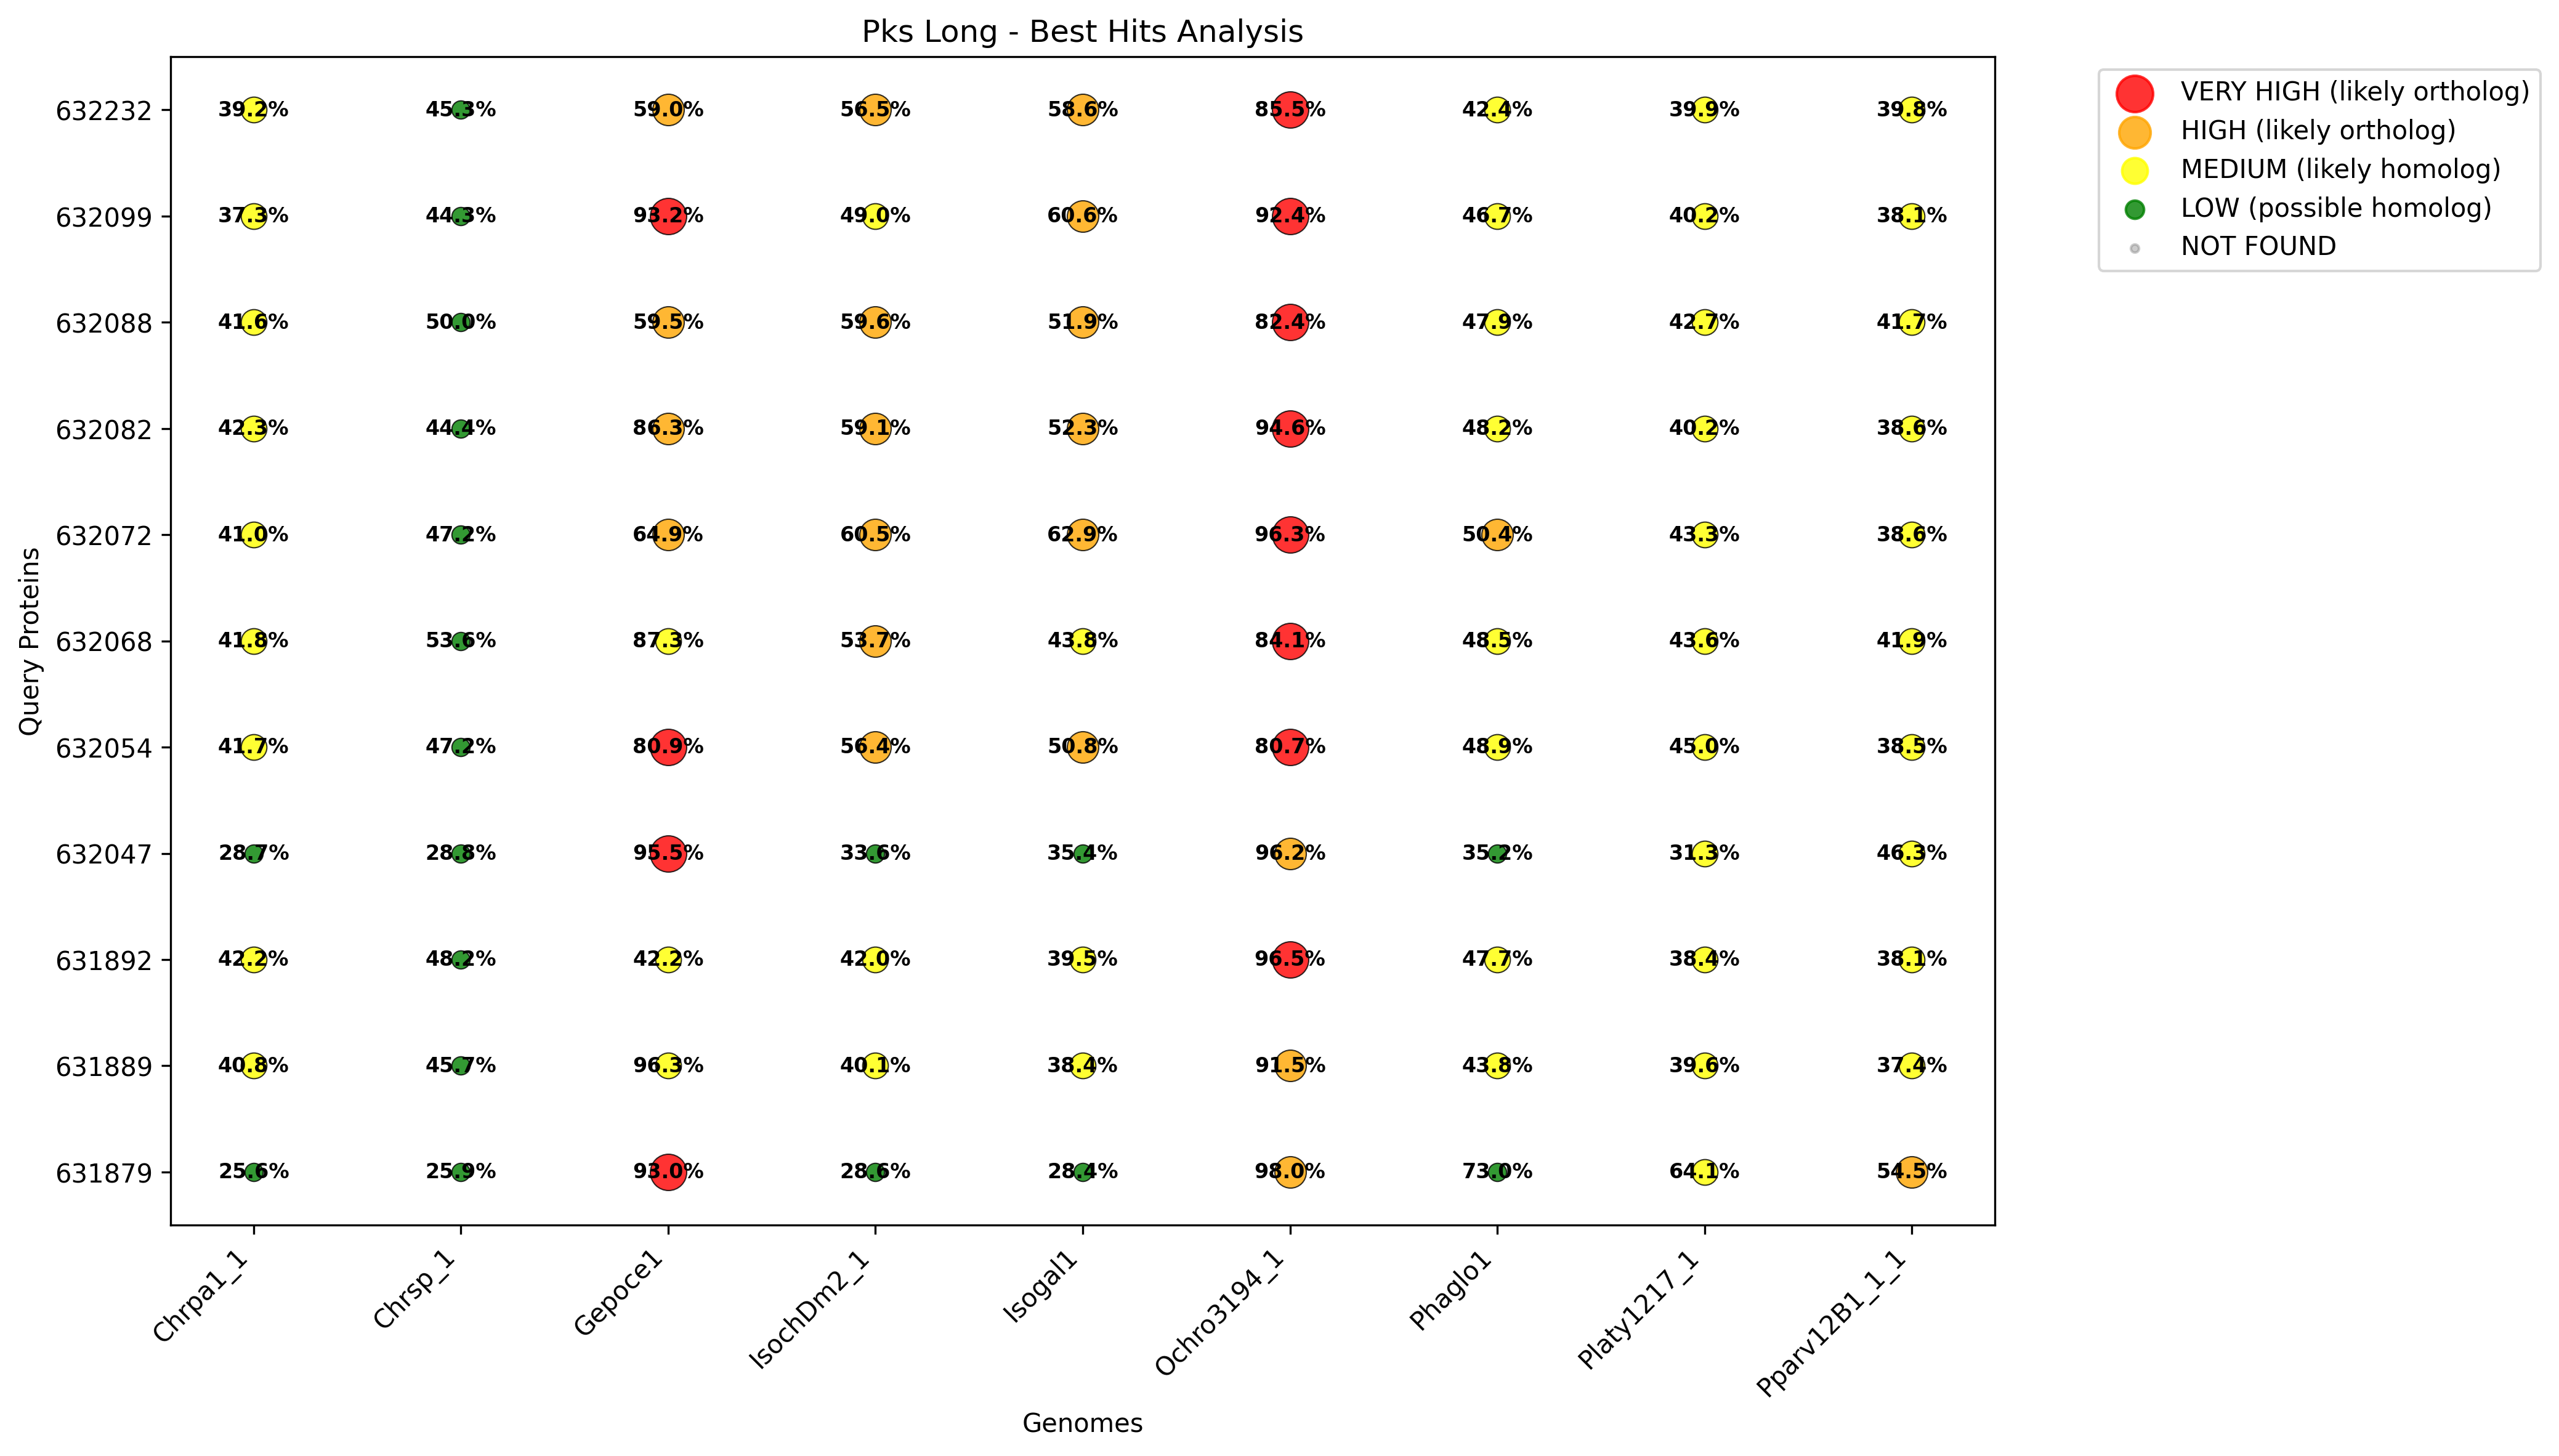 Pks Long - Best Hits Analysis
VERY HIGH (likely ortholog)
HIGH (likely ortholog)
MEDIUM (likely homolog)
LOW (possible homolog)
NOT FOUND
Query Proteins
632232 39.2% 45.3% 59.0% 56.5% 58.6% 85.5% 42.4% 39.9% 39.8%
632099 37.3% 44.3% 93.2% 49.0% 60.6% 92.4% 46.7% 40.2% 38.1%
632088 41.6% 50.0% 59.5% 59.6% 51.9% 82.4% 47.9% 42.7% 41.7%
632082 42.3% 44.4% 86.3% 59.1% 52.3% 94.6% 48.2% 40.2% 38.6%
632072 41.0% 47.2% 64.9% 60.5% 62.9% 96.3% 50.4% 43.3% 38.6%
632068 41.8% 53.6% 87.3% 53.7% 43.8% 84.1% 48.5% 43.6% 41.9%
632054 41.7% 47.2% 80.9% 56.4% 50.8% 80.7% 48.9% 45.0% 38.5%
632047 28.7% 28.8% 95.5% 33.6% 35.4% 96.2% 35.2% 31.3% 46.3%
631892 42.2% 48.2% 42.2% 42.0% 39.5% 96.5% 47.7% 38.4% 38.1%
631889 40.8% 45.7% 96.3% 40.1% 38.4% 91.5% 43.8% 39.6% 37.4%
631879 25.6% 25.9% 93.0% 28.6% 28.4% 98.0% 73.0% 64.1% 54.5%
Chrpa1_1 Chrsp_1 Gepoce1 IsochDm2_1 Isogal1 Ochro3194_1 Phaglo1 Platy1217_1 Pparv12B1_1_1
Genomes